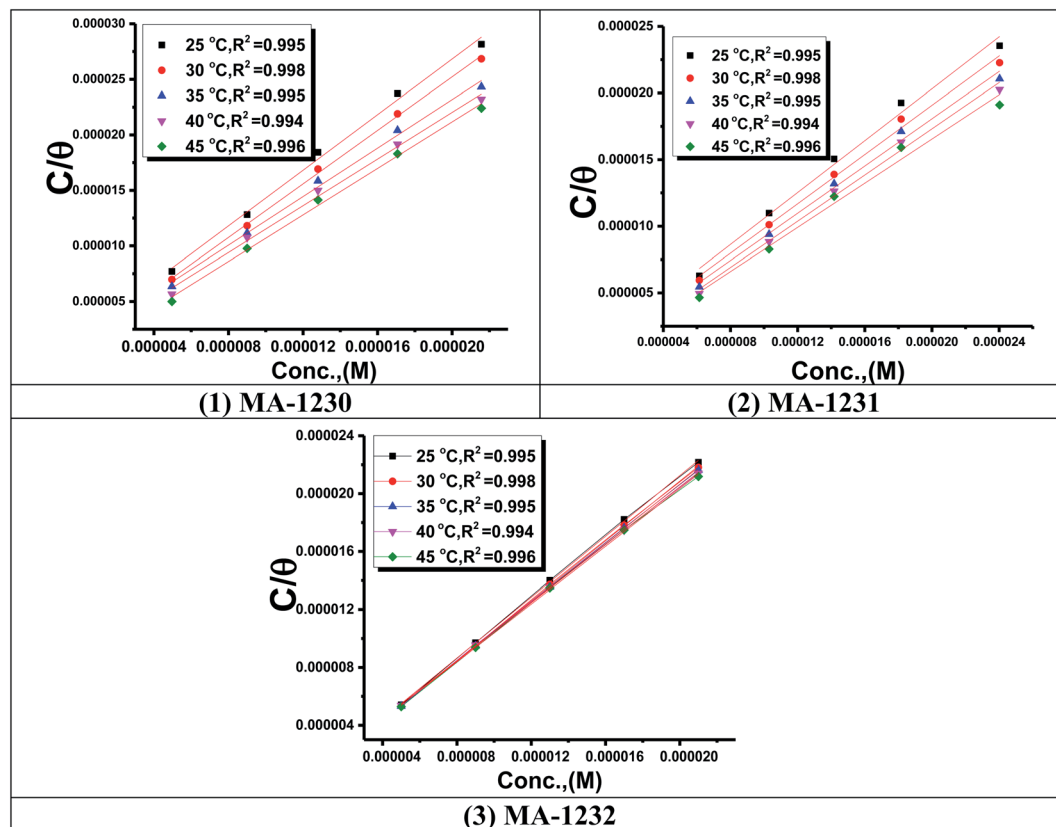 0.000030
0.000025
0.000020
0.000015
0.000010
0.000005
C/θ
25 °C,R²=0.995
30 °C,R²=0.998
35 °C,R²=0.995
40 °C,R²=0.994
45 °C,R²=0.996
0.000004 0.000008 0.000012 0.000016 0.000020
Conc.,(M)
(1) MA-1230
0.000025
0.000020
0.000015
0.000010
0.000005
C/θ
25 °C,R²=0.995
30 °C,R²=0.998
35 °C,R²=0.995
40 °C,R²=0.994
45 °C,R²=0.996
0.000004 0.000008 0.000012 0.000016 0.000020 0.000024
Conc.,(M)
(2) MA-1231
0.000024
0.000020
0.000016
0.000012
0.000008
0.000004
C/θ
25 °C,R²=0.995
30 °C,R²=0.998
35 °C,R²=0.995
40 °C,R²=0.994
45 °C,R²=0.996
0.000004 0.000008 0.000012 0.000016 0.000020
Conc.,(M)
(3) MA-1232